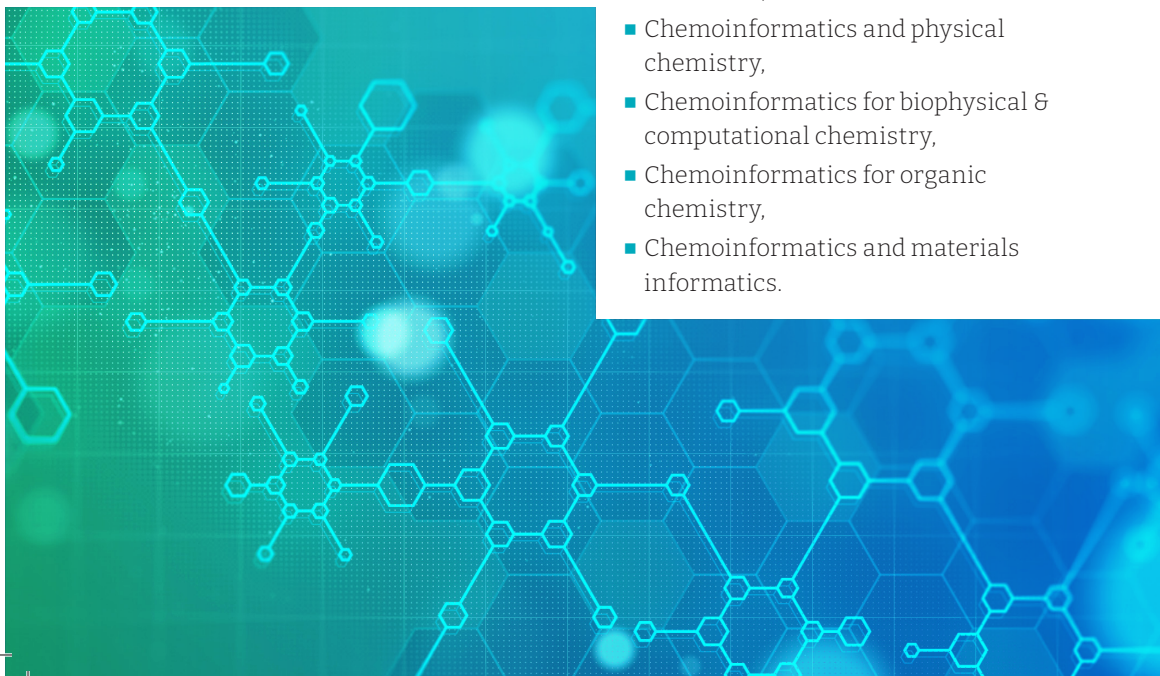 ■ Chemoinformatics and physical
chemistry,
■ Chemoinformatics for biophysical &
computational chemistry,
■ Chemoinformatics for organic
chemistry,
■ Chemoinformatics and materials
informatics.